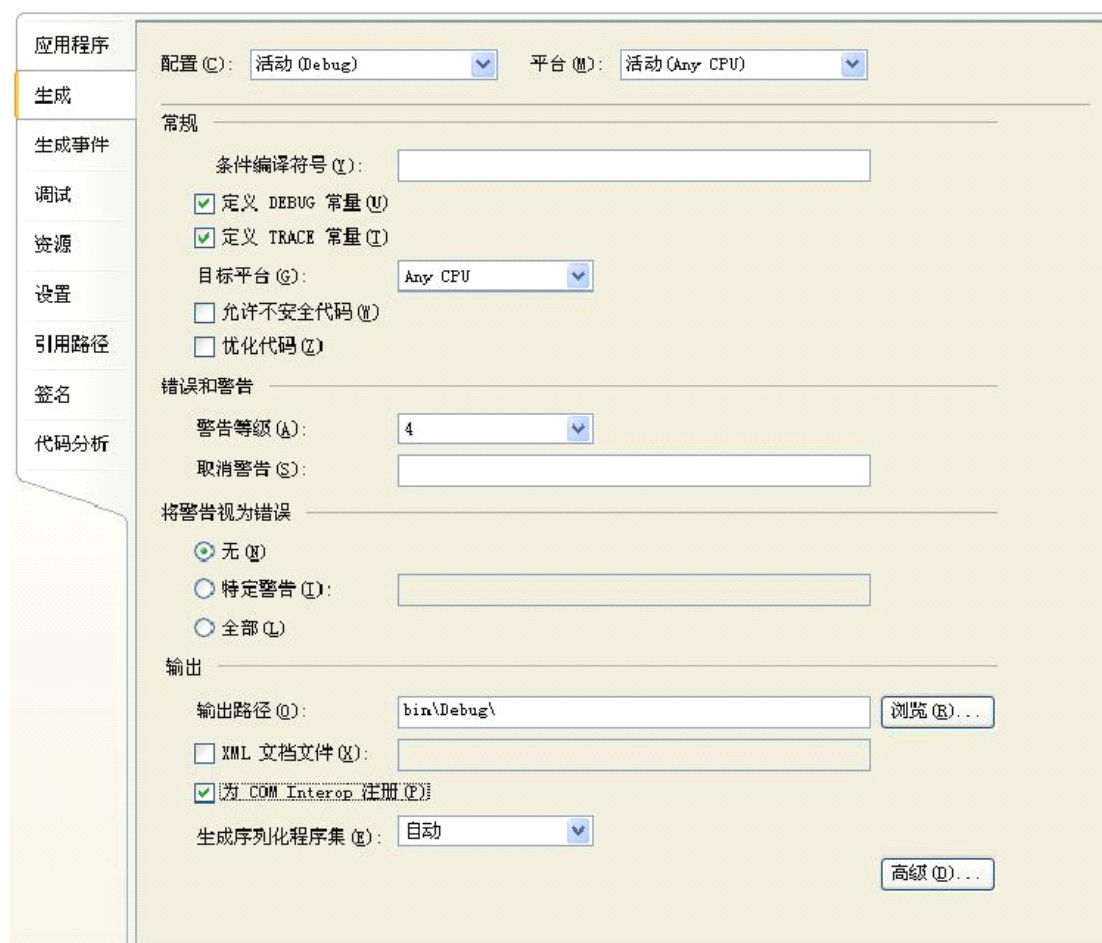 应用程序
生成
生成事件
调试
资源
设置
引用路径
签名
代码分析
配置(C): 活动(Debug) 平台(M): 活动(Any CPU)
常规
条件编译符号(Y):
定义 DEBUG 常量(U)
定义 TRACE 常量(T)
目标平台(G): Any CPU
允许不安全代码(W)
优化代码(Z)
错误和警告
警告等级(A): 4
取消警告(S):
将警告视为错误
无(N)
特定警告(I):
全部(L)
输出
输出路径(O): bin\Debug\ 浏览(R)...
XML 文档文件(X):
为 COM Interop 注册(P)
生成序列化程序集(E): 自动
高级(D)...